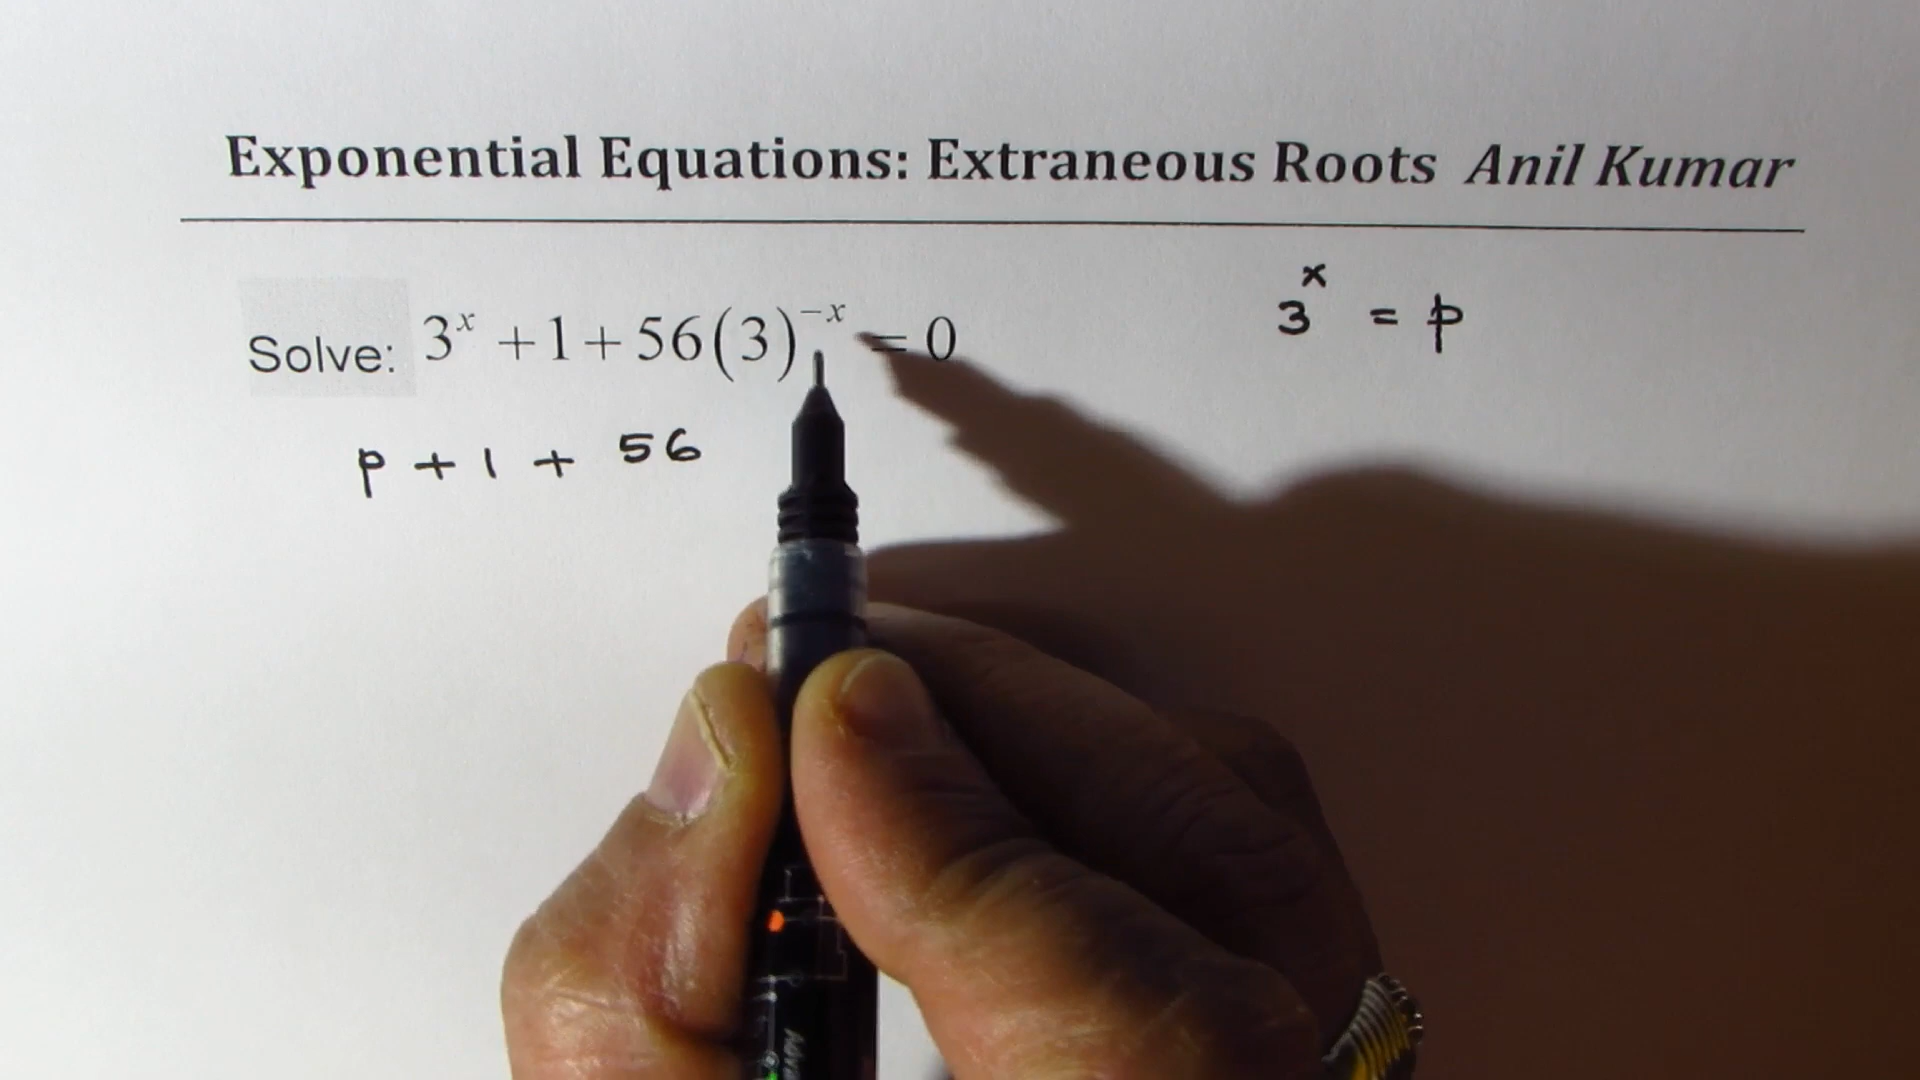 Exponential Equations: Extraneous Roots Anil Kumar
Solve: 3^x + 1 + 56(3)^{-x} = 0
3^x = p
p + 1 + 56